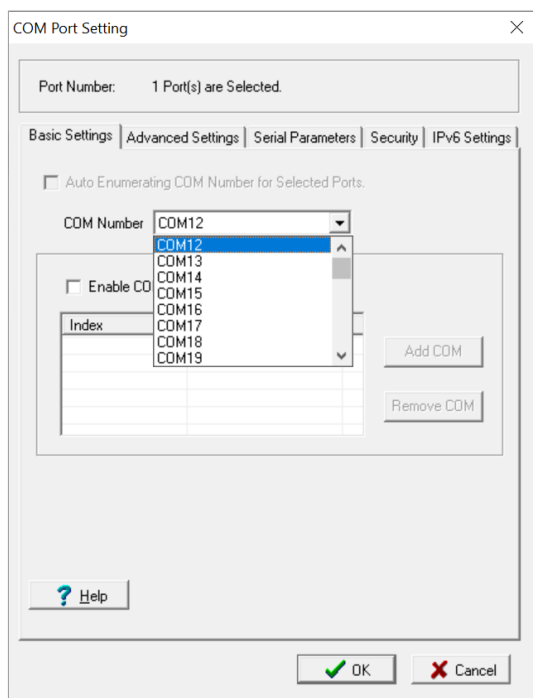 COM Port Setting
Port Number: 1 Port(s) are Selected.
Basic Settings Advanced Settings Serial Parameters Security IPv6 Settings
Auto Enumerating COM Number for Selected Ports.
COM Number COM12
COM12
COM13
COM14
Enable CO
COM15
COM16
Index
COM17
COM18
COM19
Add COM
Remove COM
? Help
OK Cancel